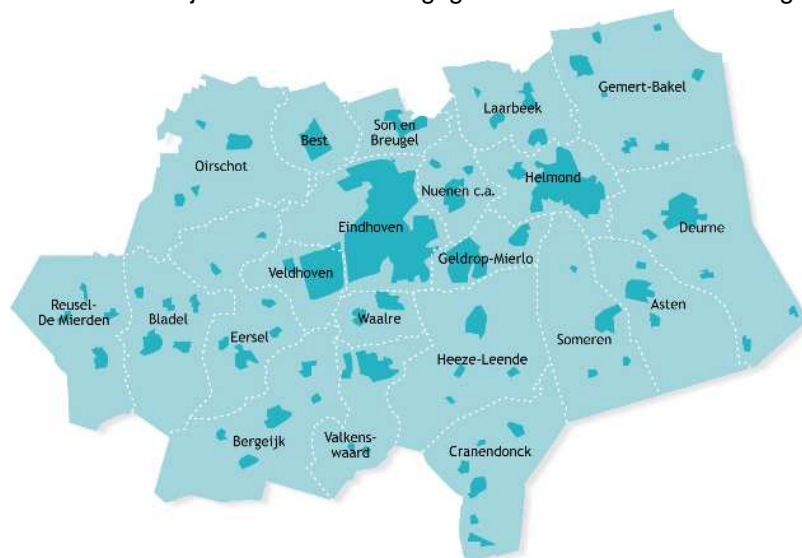 Gemert-Bakel
Laarbeek
Son en
Breugel
Best
Oirschot
Helmond
Nuenen c.a.
Eindhoven
Deurne
Geldrop-Mierlo
Veldhoven
Reusel-
De Mierden
Bladel
Asten
Waalre
Eersel
Someren
Heeze-Leende
Bergeijk
Valkens-
waard
Cranendonck